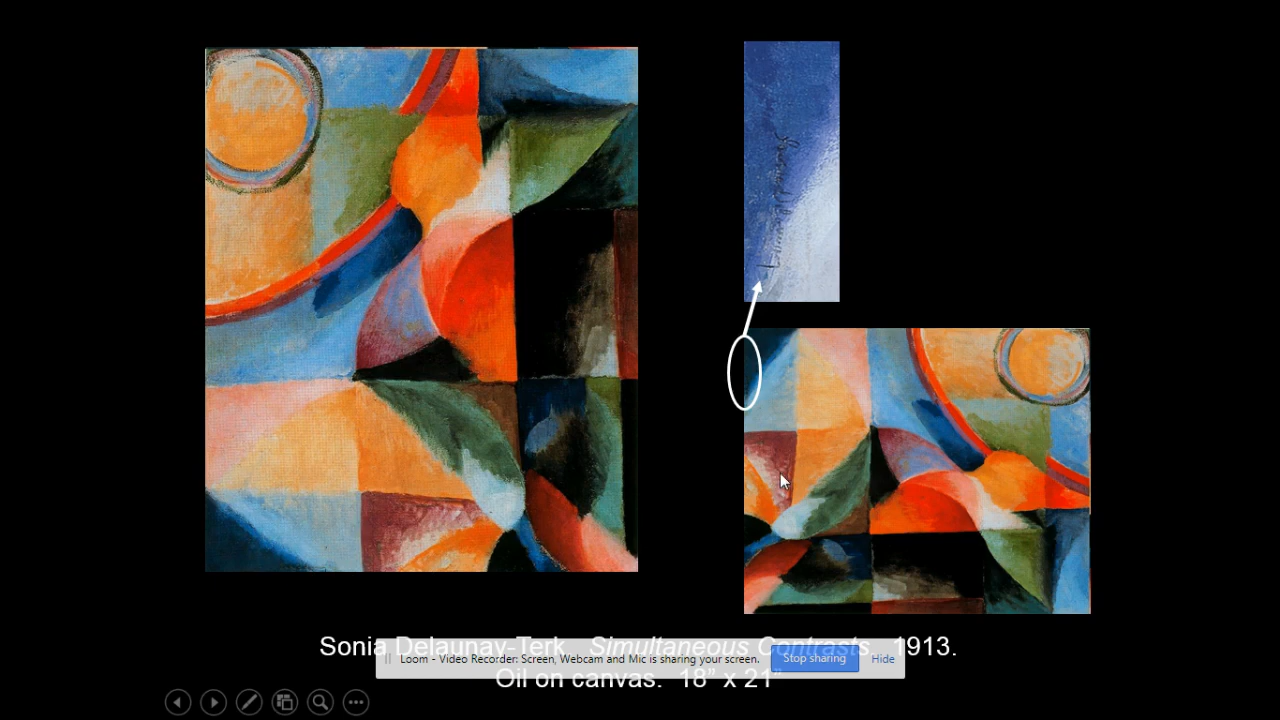 Sonia Delaunay-Terk. Simultaneous Contrasts. 1913.
Loom - Video Recorder: Screen, Webcam and Mic is sharing your screen. Stop sharing Hide
Oil on canvas. 18” x 21”